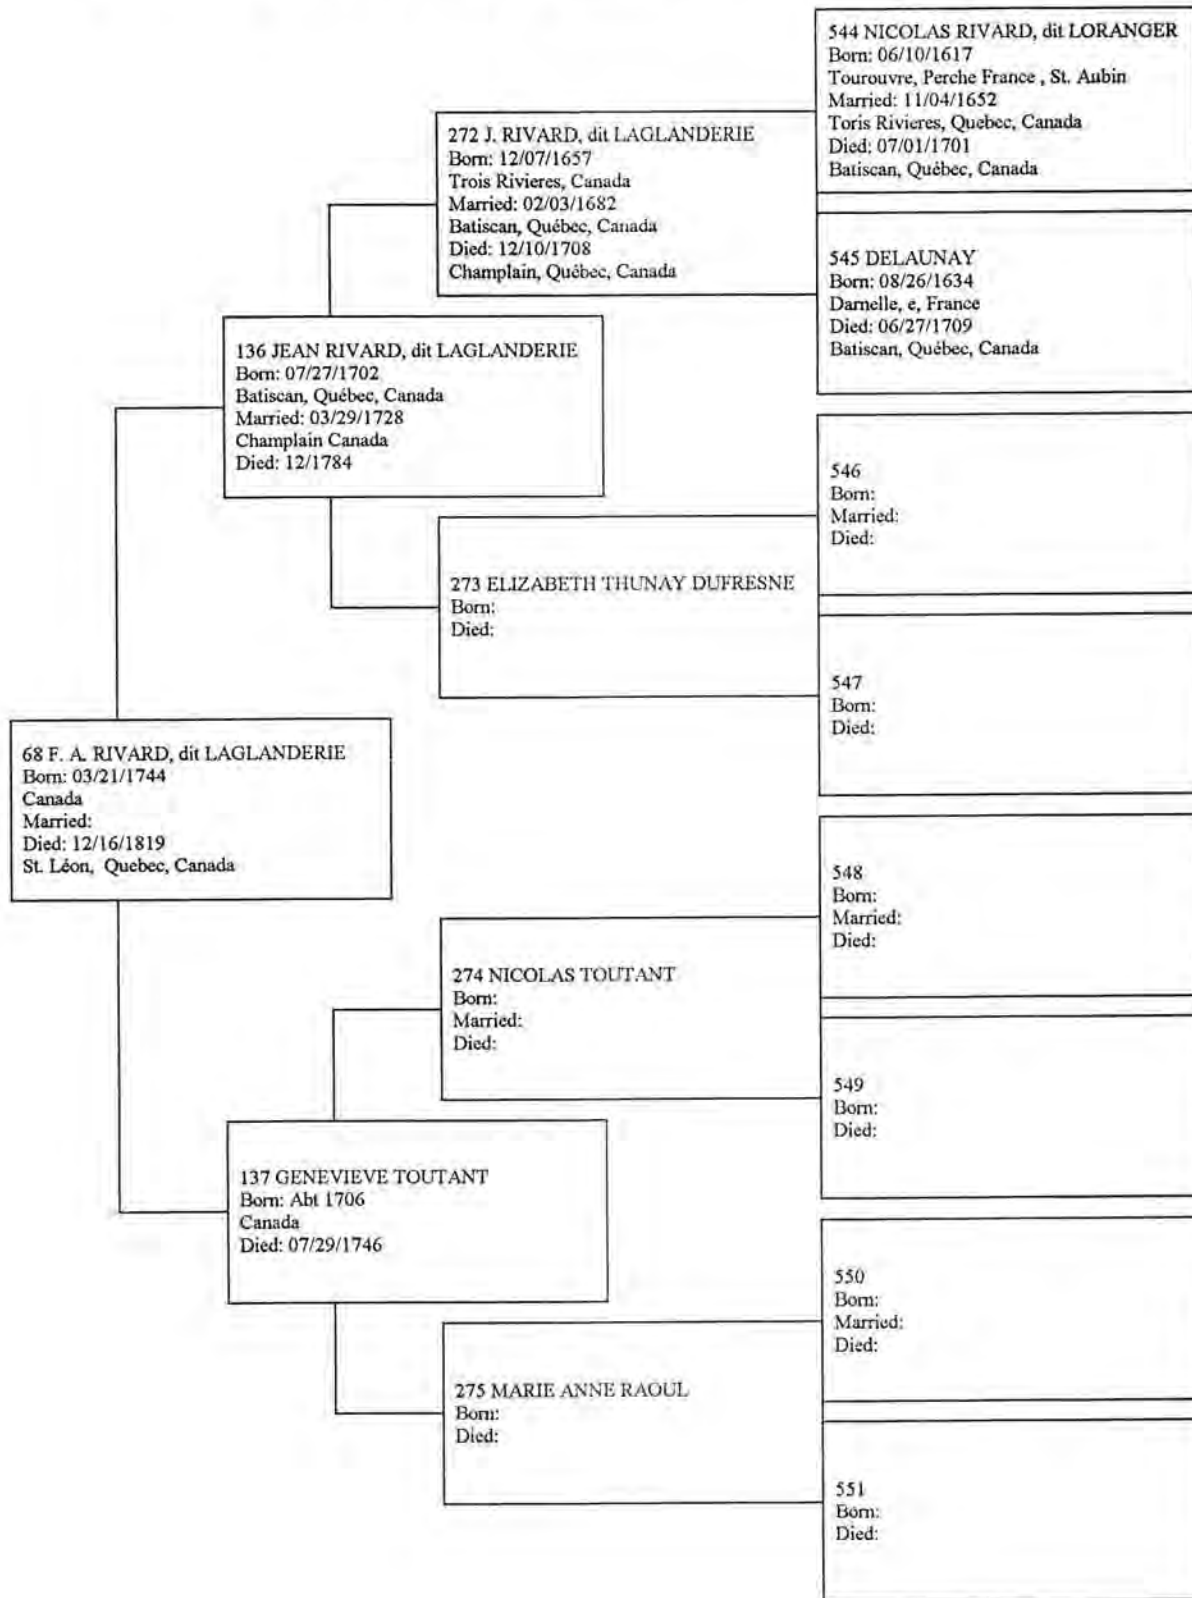 544 NICOLAS RIVARD, dit LORANGER
Born: 06/10/1617
Tourouvre, Perche France , St. Aubin
Married: 11/04/1652
Toris Rivieres, Quebec, Canada
Died: 07/01/1701
Batiscan, Québec, Canada
272 J. RIVARD, dit LAGLANDERIE
Born: 12/07/1657
Trois Rivieres, Canada
Married: 02/03/1682
Batiscan, Québec, Canada
Died: 12/10/1708
Champlain, Québec, Canada
545 DELAUNAY
Born: 08/26/1634
Darnelle, e, France
Died: 06/27/1709
Batiscan, Québec, Canada
136 JEAN RIVARD, dit LAGLANDERIE
Born: 07/27/1702
Batiscan, Québec, Canada
Married: 03/29/1728
Champlain Canada
Died: 12/1784
546
Born:
Married:
Died:
273 ELIZABETH THUNAY DUFRESNE
Born:
Died:
547
Born:
Died:
68 F. A. RIVARD, dit LAGLANDERIE
Born: 03/21/1744
Canada
Married:
Died: 12/16/1819
St. Léon, Quebec, Canada
548
Born:
Married:
Died:
274 NICOLAS TOUTANT
Born:
Married:
Died:
549
Born:
Died:
137 GENEVIEVE TOUTANT
Born: Abt 1706
Canada
Died: 07/29/1746
550
Born:
Married:
Died:
275 MARIE ANNE RAOUL
Born:
Died:
551
Born:
Died: